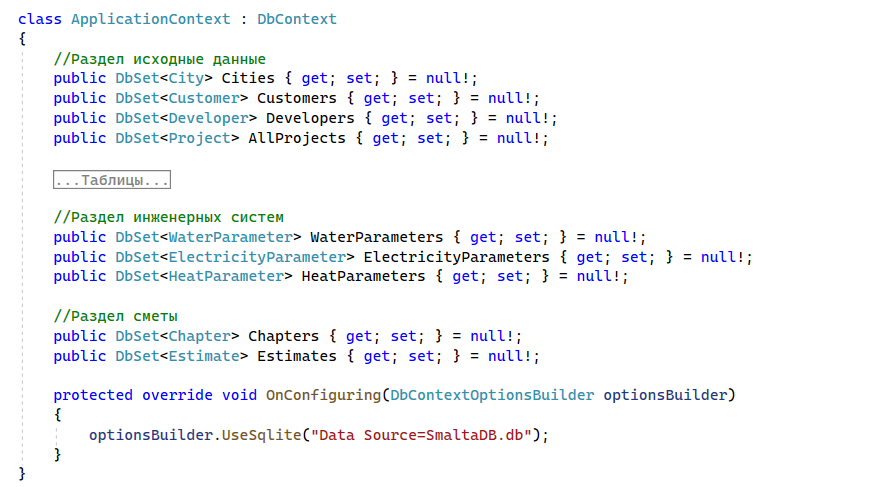 class ApplicationContext : DbContext
{
//Раздел исходные данные
public DbSet<City> Cities { get; set; } = null!;
public DbSet<Customer> Customers { get; set; } = null!;
public DbSet<Developer> Developers { get; set; } = null!;
public DbSet<Project> AllProjects { get; set; } = null!;
...Таблицы...
//Раздел инженерных систем
public DbSet<WaterParameter> WaterParameters { get; set; } = null!;
public DbSet<ElectricityParameter> ElectricityParameters { get; set; } = null!;
public DbSet<HeatParameter> HeatParameters { get; set; } = null!;
//Раздел сметы
public DbSet<Chapter> Chapters { get; set; } = null!;
public DbSet<Estimate> Estimates { get; set; } = null!;
protected override void OnConfiguring(DbContextOptionsBuilder optionsBuilder)
{
optionsBuilder.UseSqlite("Data Source=SmaltaDB.db");
}
}